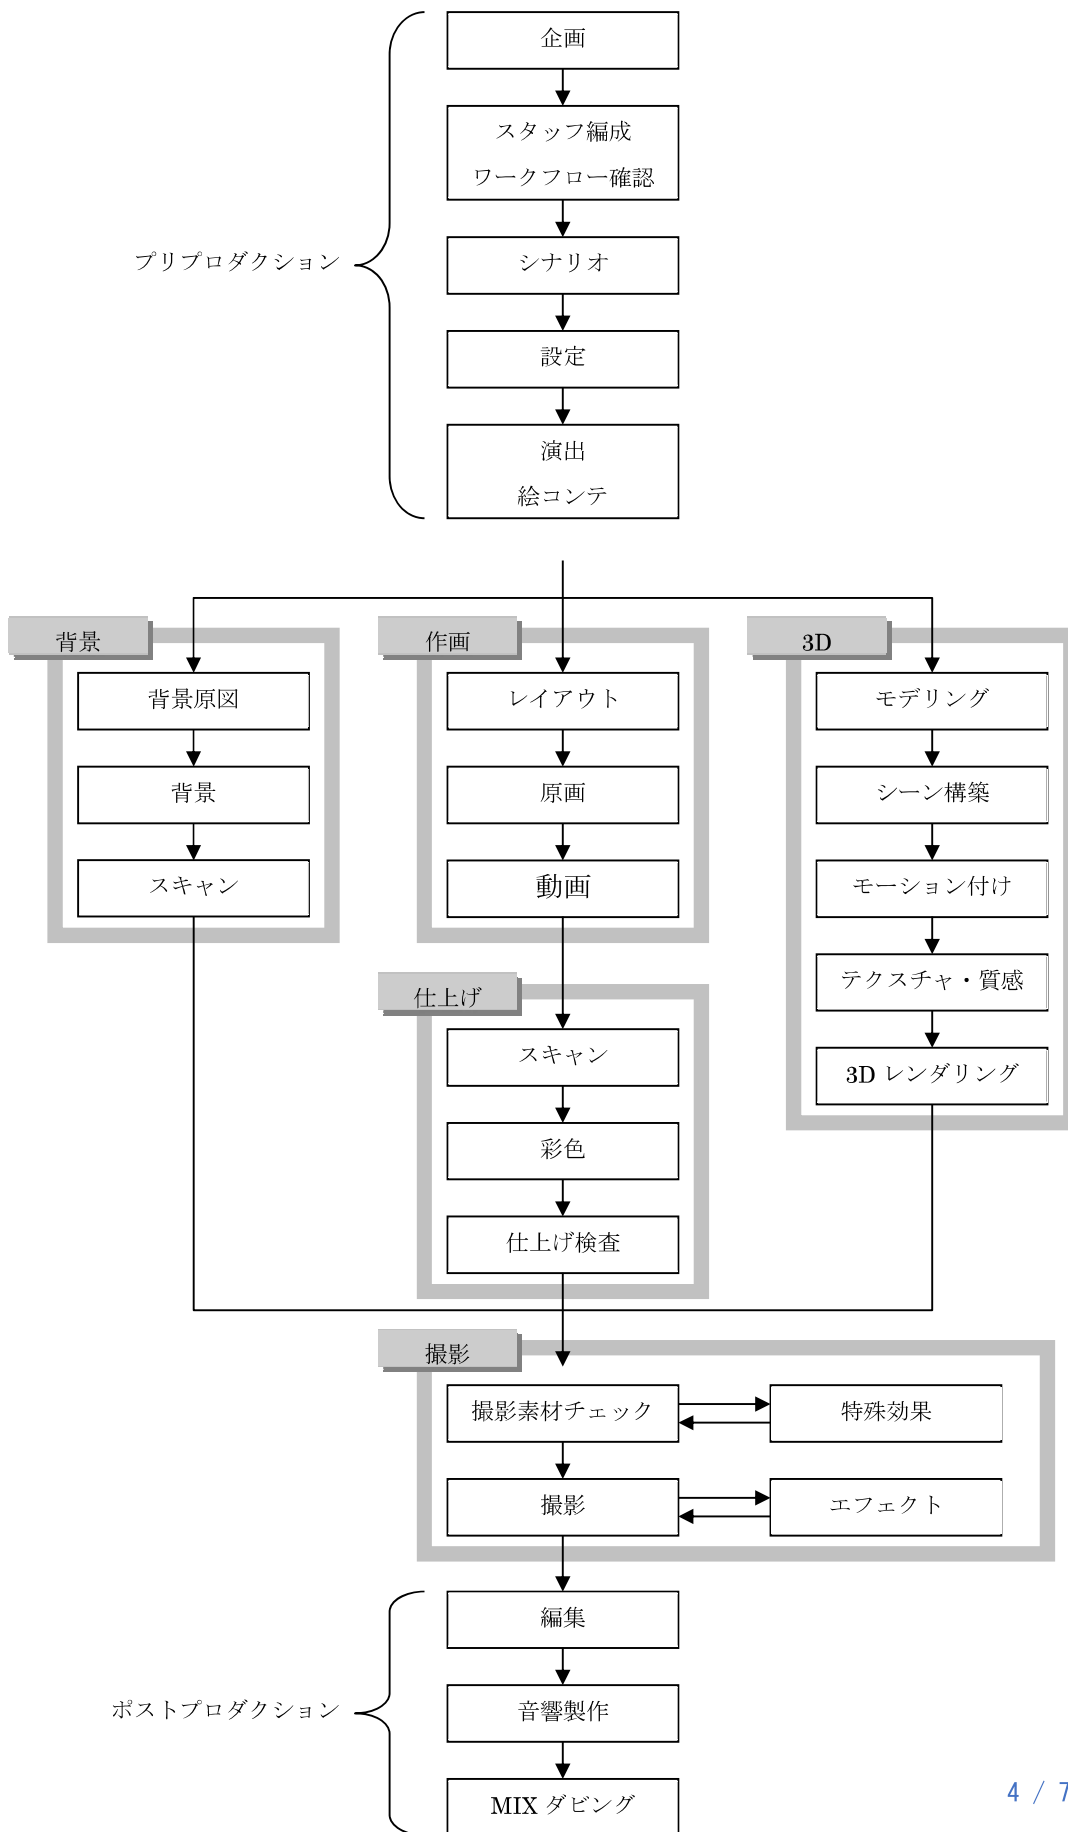 企画
スタッフ編成
ワークフロー確認
プリプロダクション
シナリオ
設定
演出
絵コンテ
背景
背景原図
背景
スキャン
作画
レイアウト
原画
動画
仕上げ
スキャン
彩色
仕上げ検査
3D
モデリング
シーン構築
モーション付け
テクスチャ・質感
3D レンダリング
撮影
撮影素材チェック
特殊効果
撮影
エフェクト
編集
ポストプロダクション
音響製作
MIX ダビング
4 / 7